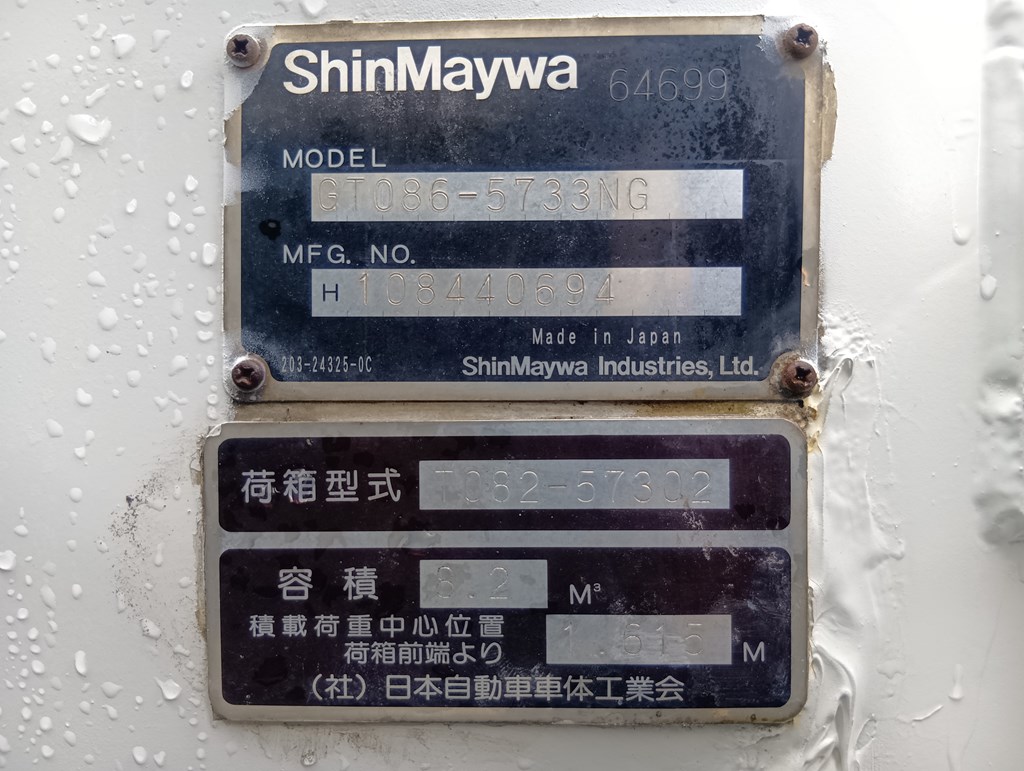 ShinMaywa 64699
MODEL
GT086-5733NG
MFG. NO.
H 108440694
Made in Japan
203-24325-0C ShinMaywa Industries, Ltd.
荷箱型式 T082-57302
容積 8.2 M³
積載荷重中心位置
荷箱前端より 1.615 M
(社)日本自動車車体工業会